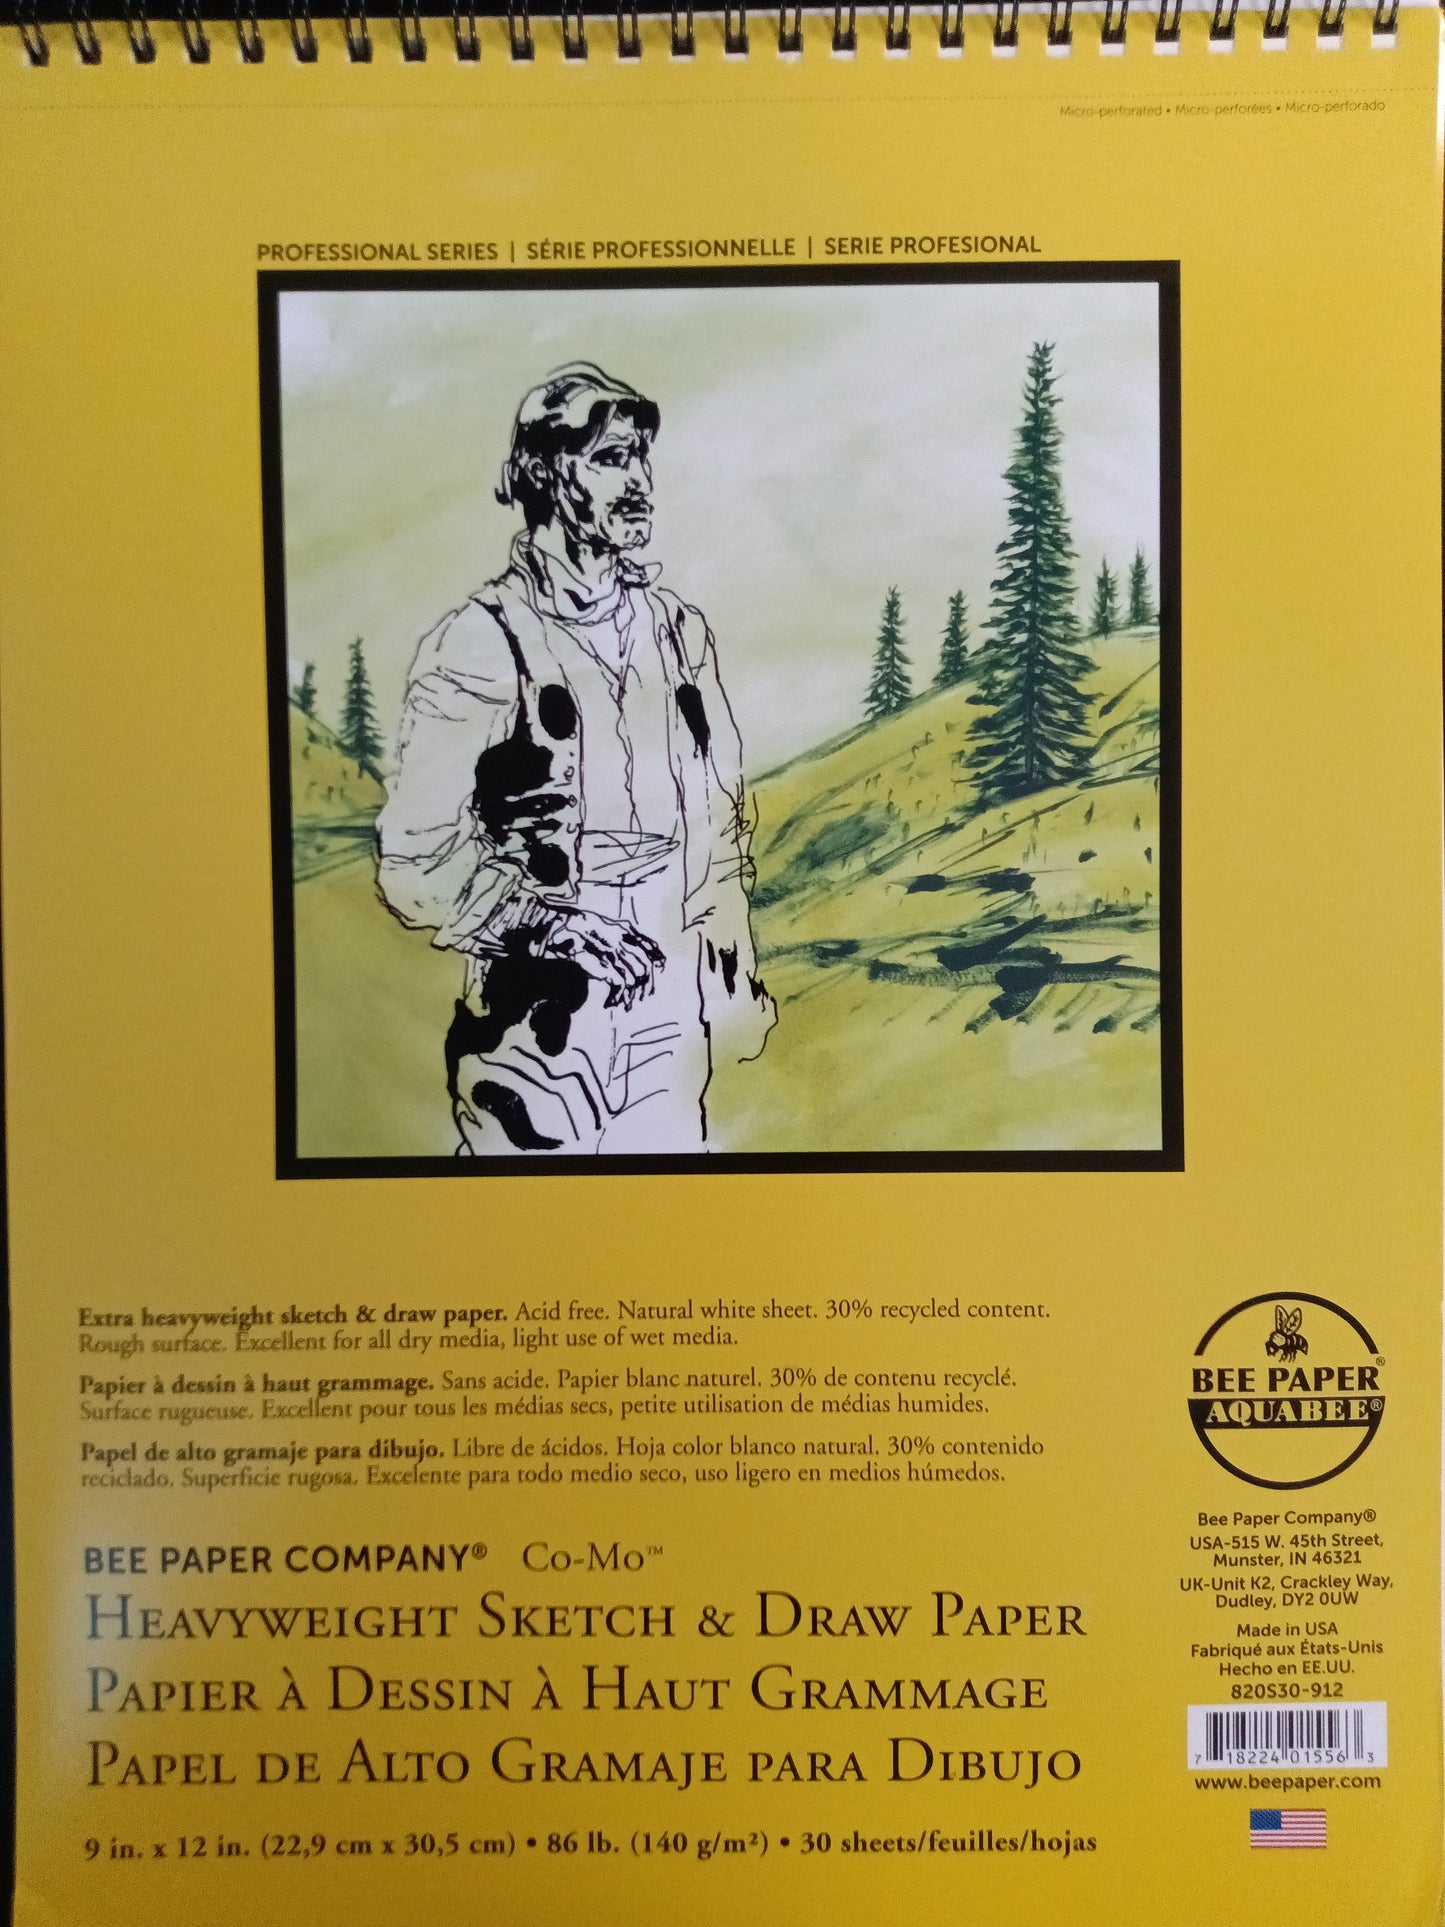 Micro-perforated • Micro-perforées • Micro-perforado
PROFESSIONAL SERIES | SÉRIE PROFESSIONNELLE | SERIE PROFESIONAL
Extra heavyweight sketch & draw paper. Acid free. Natural white sheet. 30% recycled content.
Rough surface. Excellent for all dry media, light use of wet media.
Papier à dessin à haut grammage. Sans acide. Papier blanc naturel. 30% de contenu recyclé.
Surface rugueuse. Excellent pour tous les médias secs, petite utilisation de médias humides.
Papel de alto gramaje para dibujo. Libre de ácidos. Hoja color blanco natural. 30% contenido
reciclado. Superficie rugosa. Excelente para todo medio seco, uso ligero en medios húmedos.
BEE PAPER COMPANY® Co-Mo™
HEAVYWEIGHT SKETCH & DRAW PAPER
PAPIER À DESSIN À HAUT GRAMMAGE
PAPEL DE ALTO GRAMAJE PARA DIBUJO
9 in. x 12 in. (22,9 cm x 30,5 cm) • 86 lb. (140 g/m²) • 30 sheets/feuilles/hojas
BEE PAPER®
AQUABEE®
Bee Paper Company®
USA-515 W. 45th Street,
Munster, IN 46321
UK-Unit K2, Crackley Way,
Dudley, DY2 0UW
Made in USA
Fabriqué aux États-Unis
Hecho en EE.UU.
820S30-912
7 18224 01556 3
www.beepaper.com